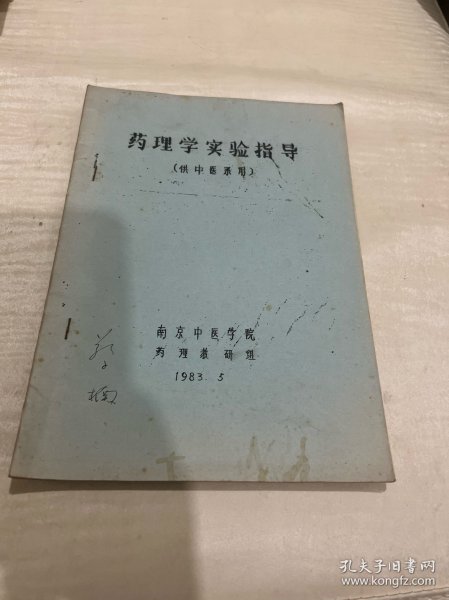 药理学实验指导
(供中医系用)
南京中医学院
药理教研组
1983.5
孔夫子旧书网
www.kongfz.com